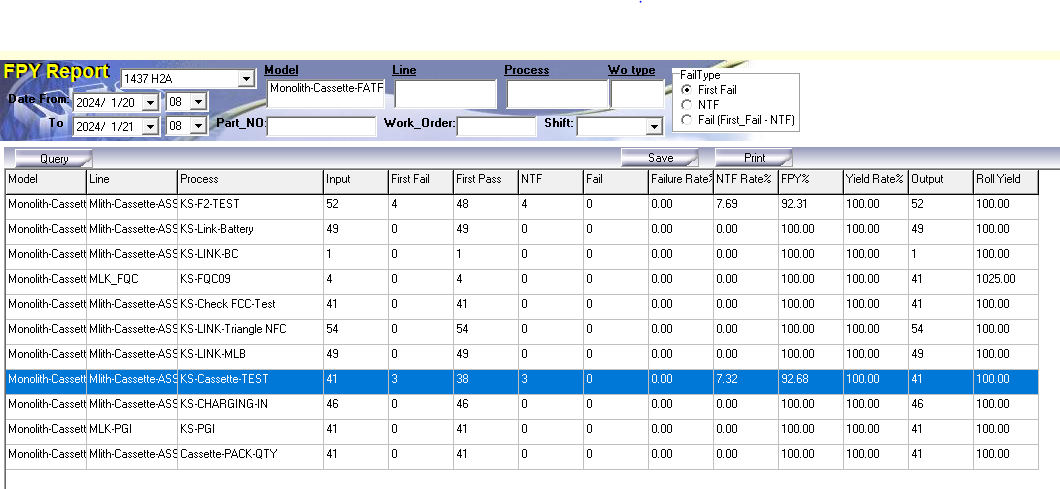 FPY Report 1437 H2A Model Line Process Wo type FailType
Monolith-Cassette-FATF First Fail
Date From: 2024/ 1/20 08 NTF
To 2024/ 1/21 08 Part_NO: Work_Order: Shift: Fail (First_Fail - NTF)
Query Save Print
Model Line Process Input First Fail First Pass NTF Fail Failure Rate% NTF Rate% FPY% Yield Rate% Output Roll Yield
Monolith-Cassett Mlith-Cassette-ASS KS-F2-TEST 52 4 48 4 0 0.00 7.69 92.31 100.00 52 100.00
Monolith-Cassett Mlith-Cassette-ASS KS-Link-Battery 49 0 49 0 0 0.00 0.00 100.00 100.00 49 100.00
Monolith-Cassett Mlith-Cassette-ASS KS-LINK-BC 1 0 1 0 0 0.00 0.00 100.00 100.00 1 100.00
Monolith-Cassett MLK_FQC KS-FQC09 4 0 4 0 0 0.00 0.00 100.00 100.00 41 1025.00
Monolith-Cassett Mlith-Cassette-ASS KS-Check FCC-Test 41 0 41 0 0 0.00 0.00 100.00 100.00 41 100.00
Monolith-Cassett Mlith-Cassette-ASS KS-LINK-Triangle NFC 54 0 54 0 0 0.00 0.00 100.00 100.00 54 100.00
Monolith-Cassett Mlith-Cassette-ASS KS-LINK-MLB 49 0 49 0 0 0.00 0.00 100.00 100.00 49 100.00
Monolith-Cassett Mlith-Cassette-ASS KS-Cassette-TEST 41 3 38 3 0 0.00 7.32 92.68 100.00 41 100.00
Monolith-Cassett Mlith-Cassette-ASS KS-CHARGING-IN 46 0 46 0 0 0.00 0.00 100.00 100.00 46 100.00
Monolith-Cassett MLK-PGI KS-PGI 41 0 41 0 0 0.00 0.00 100.00 100.00 41 100.00
Monolith-Cassett Mlith-Cassette-ASS Cassette-PACK-QTY 41 0 41 0 0 0.00 0.00 100.00 100.00 41 100.00